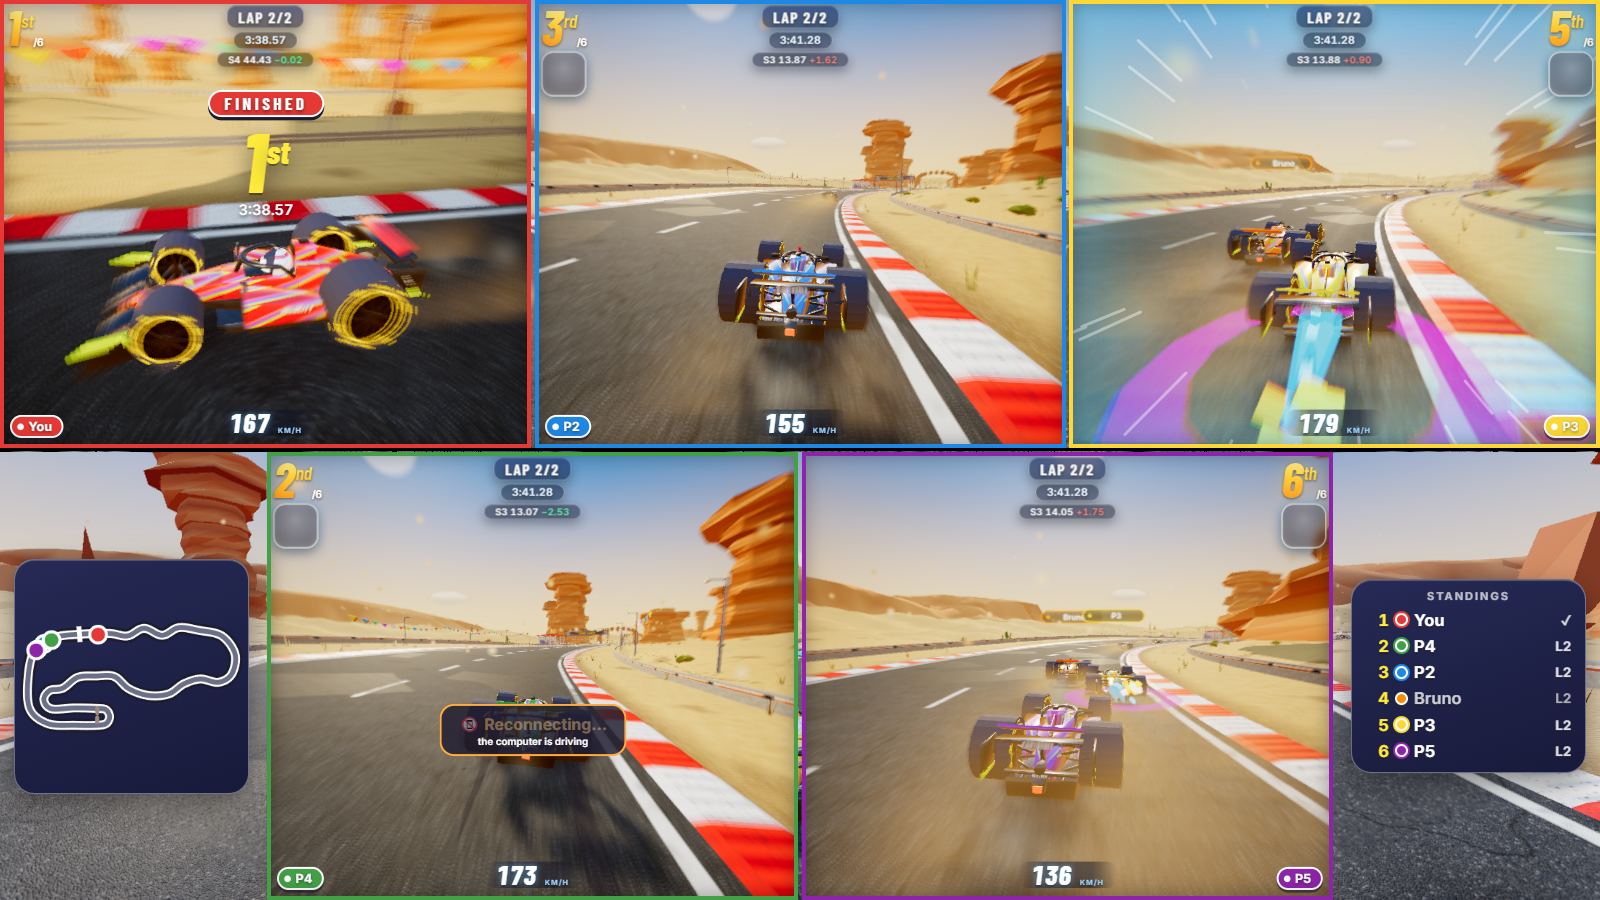 1st /6
LAP 2/2
3:38.57
S4 44.43 -0.02
FINISHED
1st
3:38.57
You
167 KM/H
3rd /6
LAP 2/2
3:41.28
S3 13.87 +1.62
P2
155 KM/H
LAP 2/2
3:41.28
S3 13.88 +0.90
5th /6
Bruno
179 KM/H
P3
2nd /6
LAP 2/2
3:41.28
S3 13.07 -2.53
Reconnecting...
the computer is driving
P4
173 KM/H
LAP 2/2
3:41.28
S3 14.05 +1.75
6th /6
Bruno
P3
136 KM/H
P5
STANDINGS
1 You ✓
2 P4 L2
3 P2 L2
4 Bruno L2
5 P3 L2
6 P5 L2